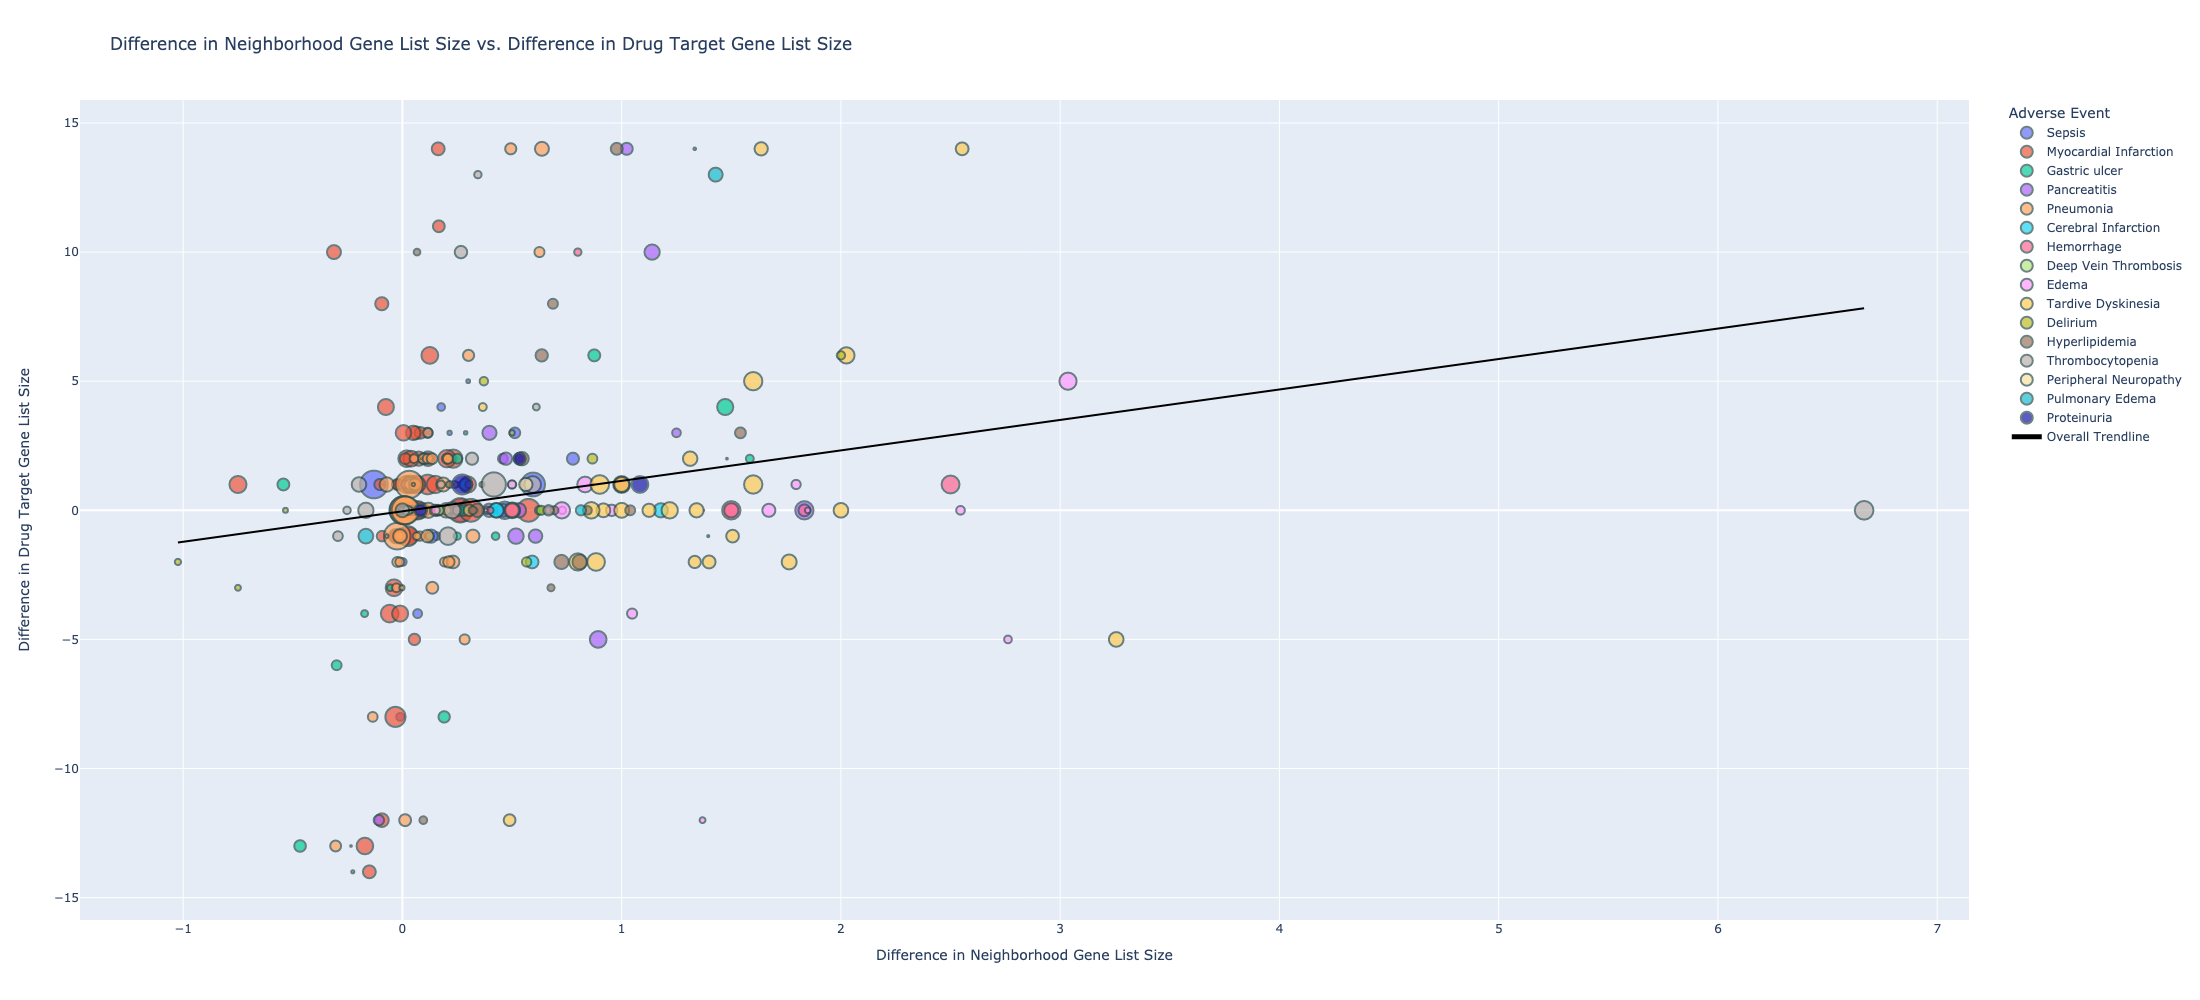 Difference in Neighborhood Gene List Size vs. Difference in Drug Target Gene List Size
Adverse Event
Sepsis
Myocardial Infarction
Gastric ulcer
Pancreatitis
Pneumonia
Cerebral Infarction
Hemorrhage
Deep Vein Thrombosis
Edema
Tardive Dyskinesia
Delirium
Hyperlipidemia
Thrombocytopenia
Peripheral Neuropathy
Pulmonary Edema
Proteinuria
Overall Trendline
Difference in Drug Target Gene List Size
15
10
5
0
−5
−10
−15
−1 0 1 2 3 4 5 6 7
Difference in Neighborhood Gene List Size